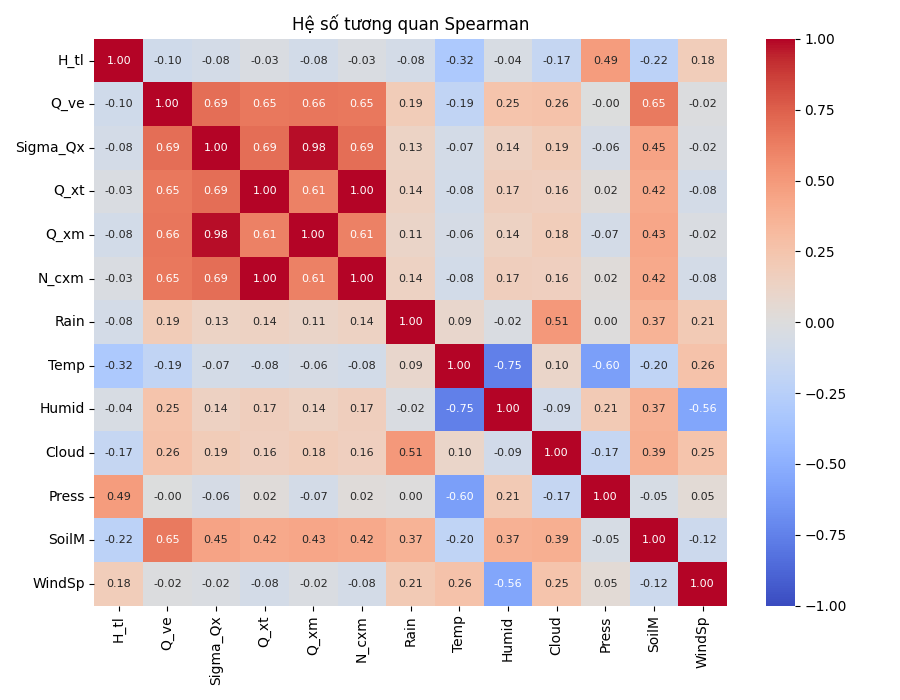 Hệ số tương quan Spearman
H_tl 1.00 -0.10 -0.08 -0.03 -0.08 -0.03 -0.08 -0.32 -0.04 -0.17 0.49 -0.22 0.18
Q_ve -0.10 1.00 0.69 0.65 0.66 0.65 0.19 -0.19 0.25 0.26 -0.00 0.65 -0.02
Sigma_Qx -0.08 0.69 1.00 0.69 0.98 0.69 0.13 -0.07 0.14 0.19 -0.06 0.45 -0.02
Q_xt -0.03 0.65 0.69 1.00 0.61 1.00 0.14 -0.08 0.17 0.16 0.02 0.42 -0.08
Q_xm -0.08 0.66 0.98 0.61 1.00 0.61 0.11 -0.06 0.14 0.18 -0.07 0.43 -0.02
N_cxm -0.03 0.65 0.69 1.00 0.61 1.00 0.14 -0.08 0.17 0.16 0.02 0.42 -0.08
Rain -0.08 0.19 0.13 0.14 0.11 0.14 1.00 0.09 -0.02 0.51 0.00 0.37 0.21
Temp -0.32 -0.19 -0.07 -0.08 -0.06 -0.08 0.09 1.00 -0.75 0.10 -0.60 -0.20 0.26
Humid -0.04 0.25 0.14 0.17 0.14 0.17 -0.02 -0.75 1.00 -0.09 0.21 0.37 -0.56
Cloud -0.17 0.26 0.19 0.16 0.18 0.16 0.51 0.10 -0.09 1.00 -0.17 0.39 0.25
Press 0.49 -0.00 -0.06 0.02 -0.07 0.02 0.00 -0.60 0.21 -0.17 1.00 -0.05 0.05
SoilM -0.22 0.65 0.45 0.42 0.43 0.42 0.37 -0.20 0.37 0.39 -0.05 1.00 -0.12
WindSp 0.18 -0.02 -0.02 -0.08 -0.02 -0.08 0.21 0.26 -0.56 0.25 0.05 -0.12 1.00
H_tl Q_ve Sigma_Qx Q_xt Q_xm N_cxm Rain Temp Humid Cloud Press SoilM WindSp
1.00
0.75
0.50
0.25
0.00
−0.25
−0.50
−0.75
−1.00